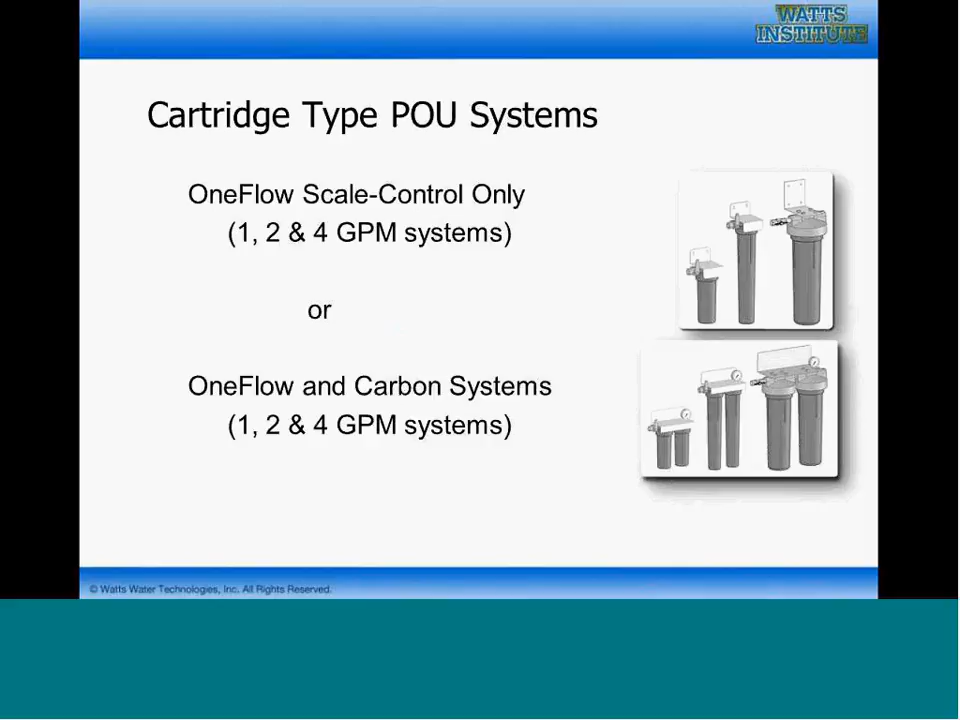 WATTS
INSTITUTE
Cartridge Type POU Systems
OneFlow Scale-Control Only
(1, 2 & 4 GPM systems)
or
OneFlow and Carbon Systems
(1, 2 & 4 GPM systems)
© Watts Water Technologies, Inc. All Rights Reserved.